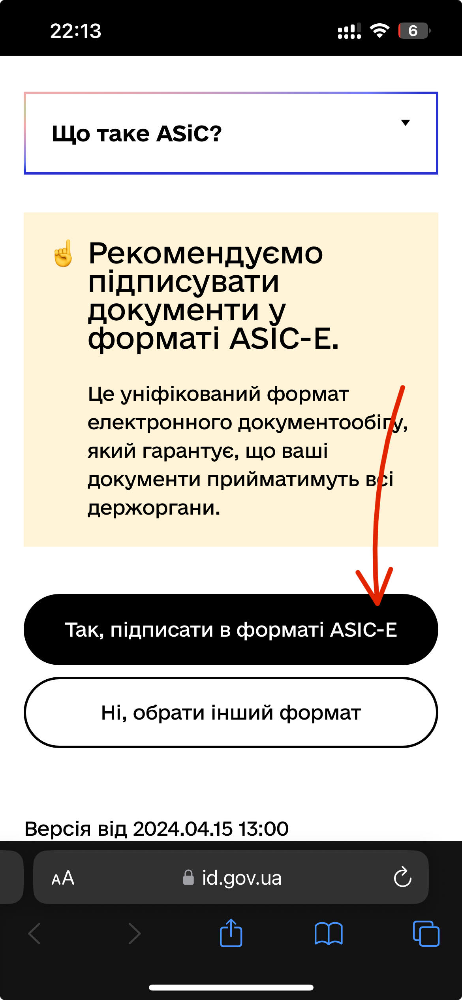 22:13
6
Що таке ASiC?
Рекомендуємо
підписувати
документи у
форматі ASIC-E.
Це уніфікований формат
електронного документообігу,
який гарантує, що ваші
документи прийматимуть всі
держоргани.
Так, підписати в форматі ASIC-E
Ні, обрати інший формат
Версія від 2024.04.15 13:00
AA
id.gov.ua